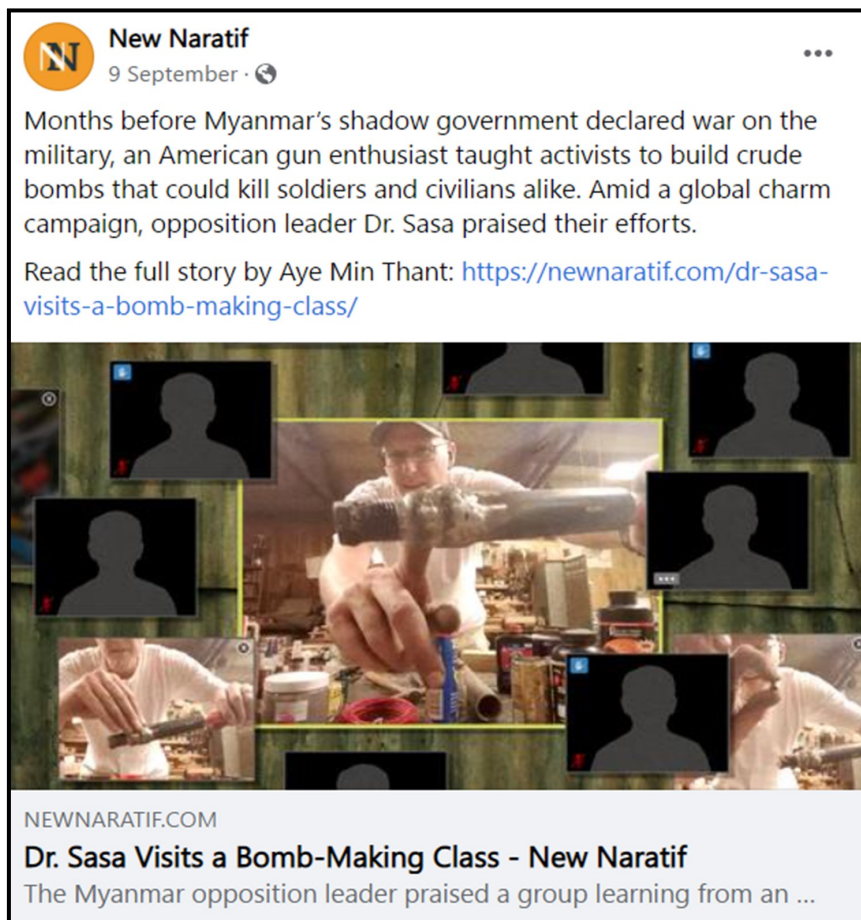 New Naratif
9 September ·
Months before Myanmar's shadow government declared war on the
military, an American gun enthusiast taught activists to build crude
bombs that could kill soldiers and civilians alike. Amid a global charm
campaign, opposition leader Dr. Sasa praised their efforts.
Read the full story by Aye Min Thant: https://newnaratif.com/dr-sasa-
visits-a-bomb-making-class/
NEWNARATIF.COM
Dr. Sasa Visits a Bomb-Making Class - New Naratif
The Myanmar opposition leader praised a group learning from an ...